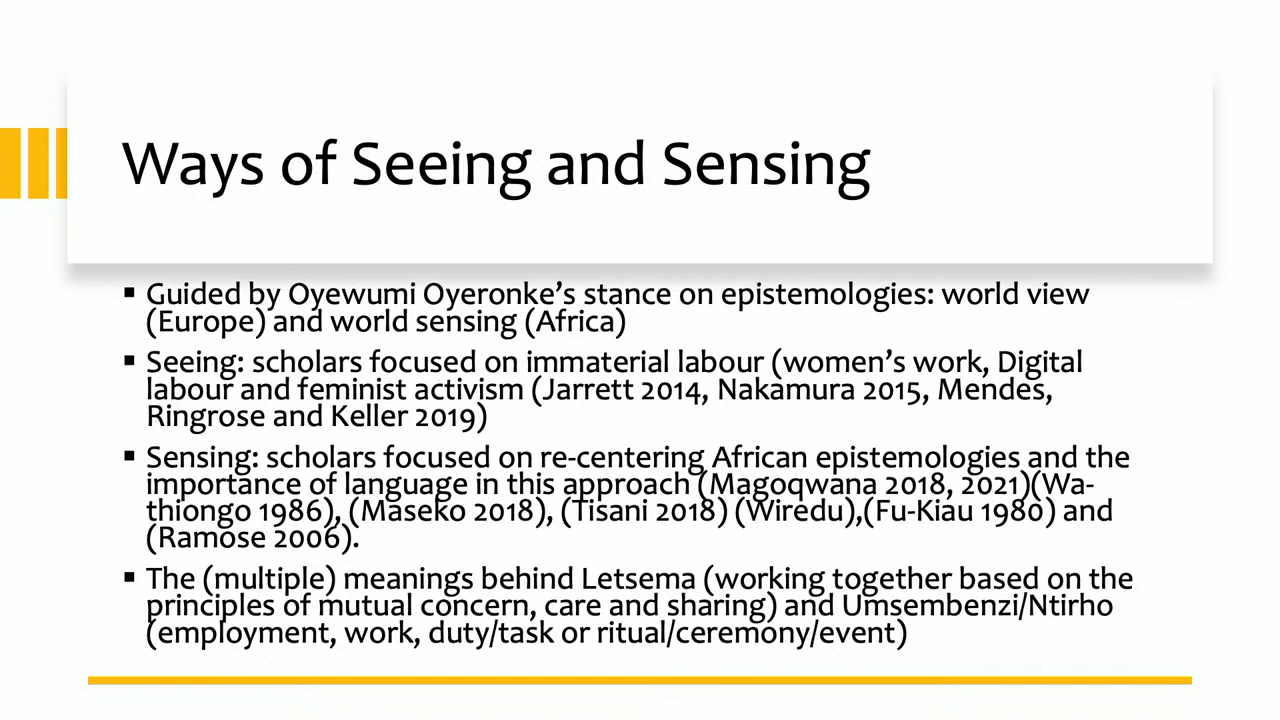 Ways of Seeing and Sensing
▪ Guided by Oyewumi Oyeronke’s stance on epistemologies: world view
(Europe) and world sensing (Africa)
▪ Seeing: scholars focused on immaterial labour (women’s work, Digital
labour and feminist activism (Jarrett 2014, Nakamura 2015, Mendes,
Ringrose and Keller 2019)
▪ Sensing: scholars focused on re-centering African epistemologies and the
importance of language in this approach (Magoqwana 2018, 2021)(Wa-
thiongo 1986), (Maseko 2018), (Tisani 2018) (Wiredu),(Fu-Kiau 1980) and
(Ramose 2006).
▪ The (multiple) meanings behind Letsema (working together based on the
principles of mutual concern, care and sharing) and Umsembenzi/Ntirho
(employment, work, duty/task or ritual/ceremony/event)